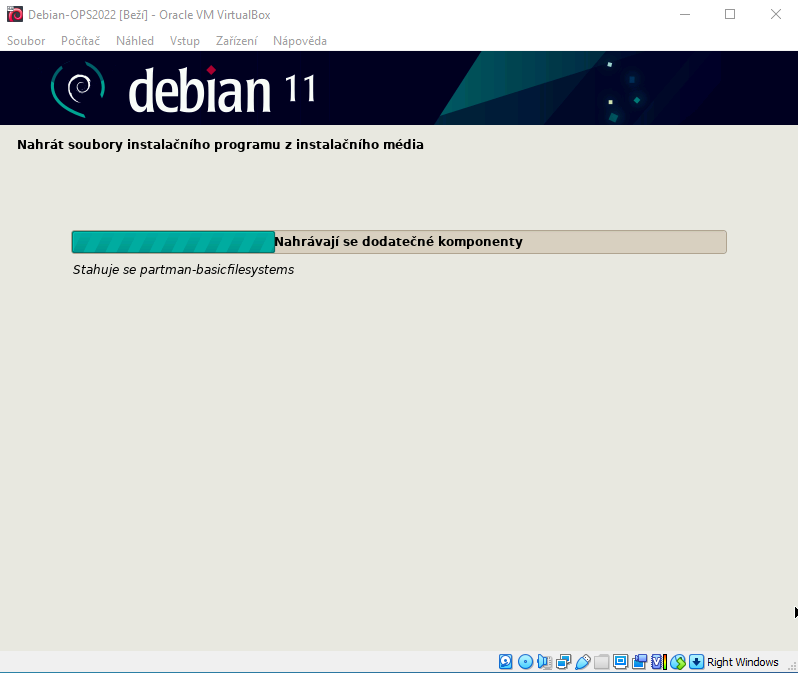 Debian-OPS2022 [Beží] - Oracle VM VirtualBox
Soubor Počítač Náhled Vstup Zařízení Nápověda
debian 11
Nahrát soubory instalačního programu z instalačního média
Nahrávají se dodatečné komponenty
Stahuje se partman-basicfilesystems
Right Windows